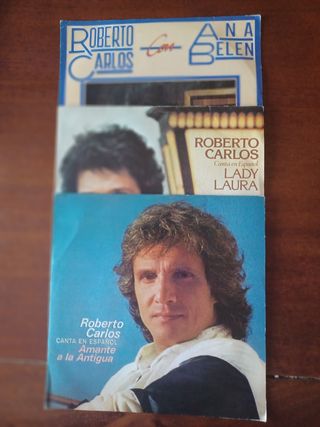 ROBERTO CARLOS
Con
ANA BELEN
ROBERTO
CARLOS
Canta en Español
LADY
LAURA
Roberto
Carlos
CANTA EN ESPAÑOL
Amante
a la Antigua